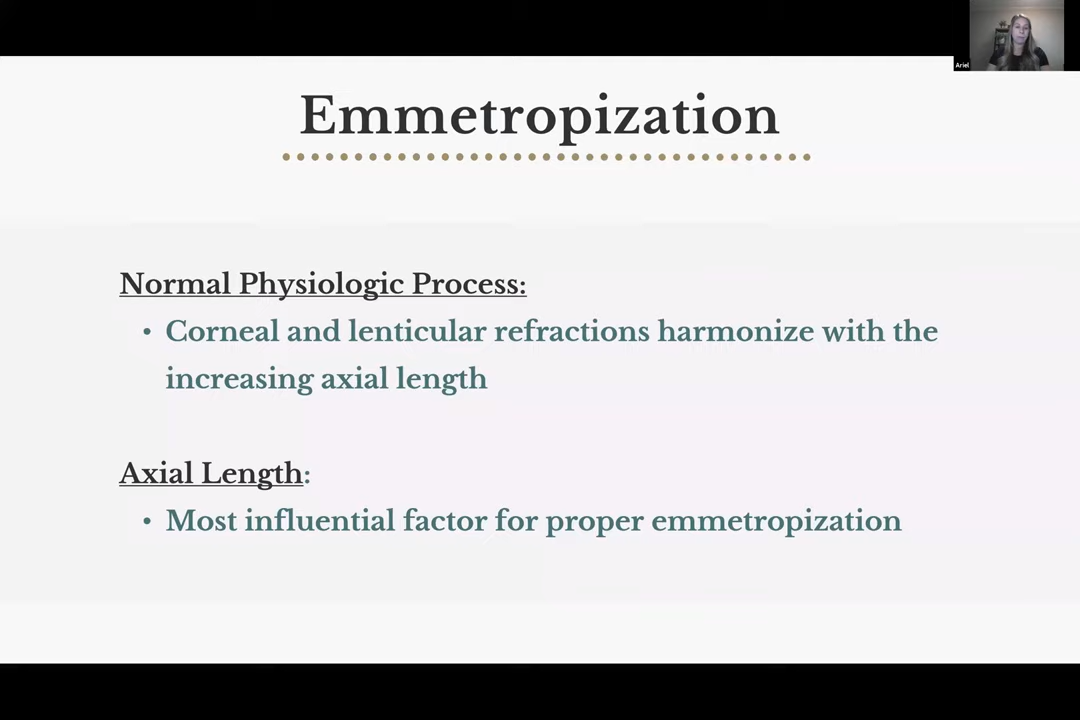 Ariel
Emmetropization
Normal Physiologic Process:
• Corneal and lenticular refractions harmonize with the
increasing axial length
Axial Length:
• Most influential factor for proper emmetropization